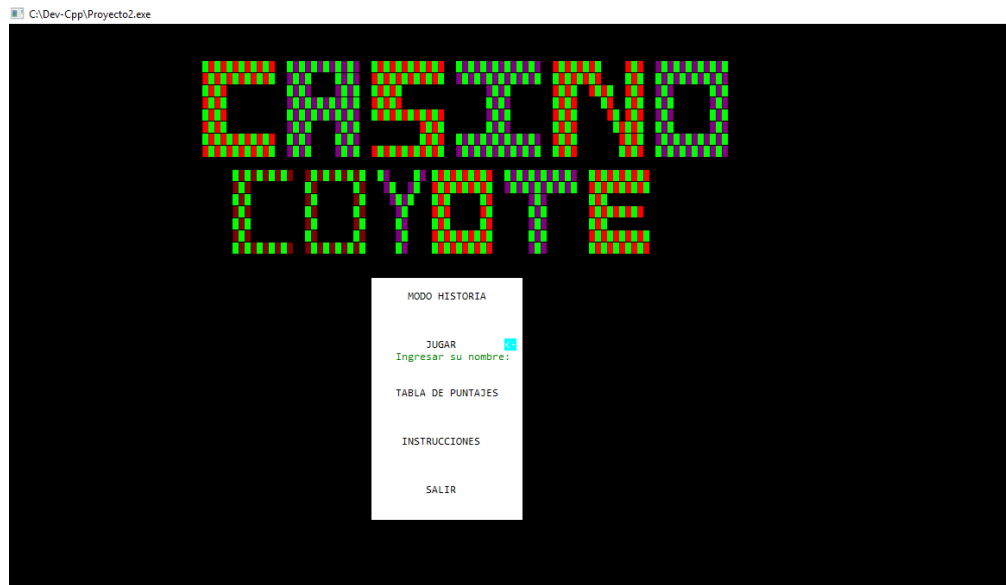 C:\Dev-Cpp\Proyecto2.exe
CASINO
COYOTE
MODO HISTORIA
JUGAR <-
Ingresar su nombre:
TABLA DE PUNTAJES
INSTRUCCIONES
SALIR